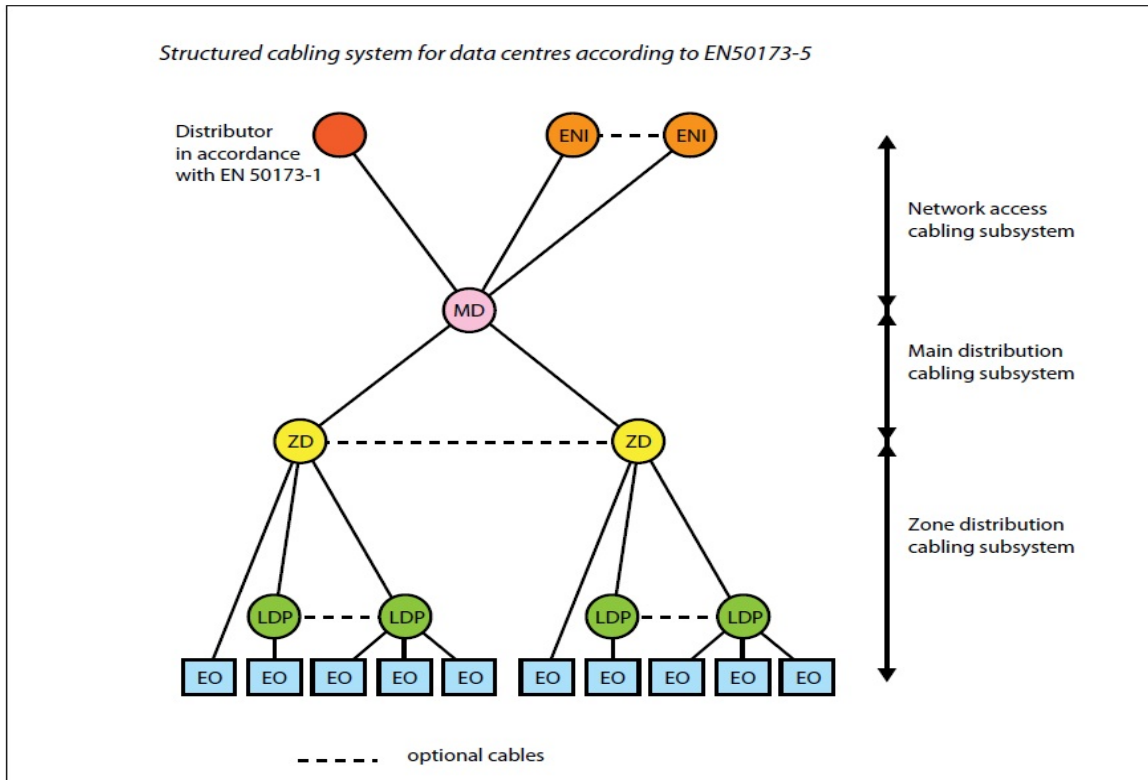 Structured cabling system for data centres according to EN50173-5
Distributor
in accordance
with EN 50173-1
ENI
ENI
Network access
cabling subsystem
MD
Main distribution
cabling subsystem
ZD
ZD
Zone distribution
cabling subsystem
LDP
LDP
LDP
LDP
EO
EO
EO
EO
EO
EO
EO
EO
EO
EO
optional cables